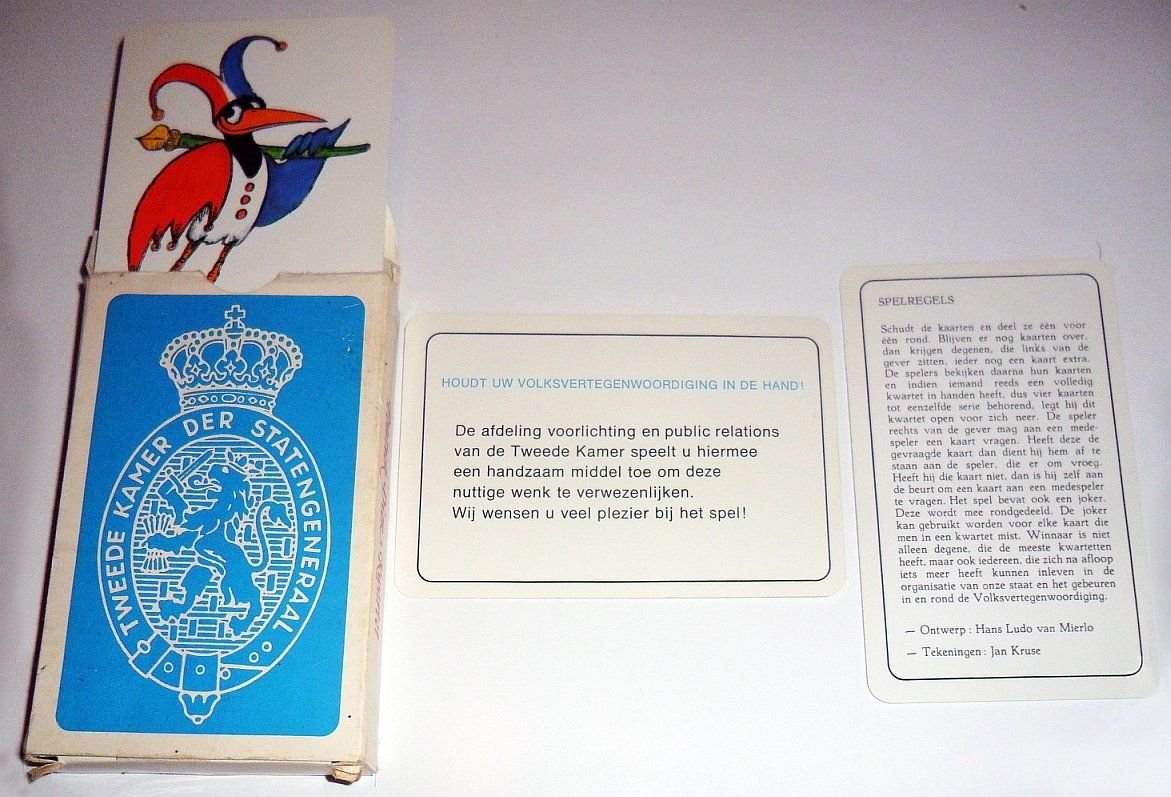 TWEEDE KAMER DER STATENGENERAAL
HOUDT UW VOLKSVERTEGENWOORDIGING IN DE HAND!
De afdeling voorlichting en public relations
van de Tweede Kamer speelt u hiermee
een handzaam middel toe om deze
nuttige wenk te verwezenlijken.
Wij wensen u veel plezier bij het spel!
SPELREGELS
Schudt de kaarten en deel ze één voor
één rond. Blijven er nog kaarten over,
dan krijgen degenen, die links van de
gever zitten, ieder nog een kaart extra.
De spelers bekijken daarna hun kaarten
en indien iemand reeds een volledig
kwartet in handen heeft, dus vier kaarten
tot eenzelfde serie behorend, legt hij dit
kwartet open voor zich neer. De speler
rechts van de gever mag aan een mede-
speler een kaart vragen. Heeft deze de
gevraagde kaart dan dient hij hem af te
staan aan de speler, die er om vroeg.
Heeft hij die kaart niet, dan is hij zelf aan
de beurt om een kaart aan een medespeler
te vragen. Het spel bevat ook een joker.
Deze wordt mee rondgedeeld. De joker
kan gebruikt worden voor elke kaart die
men in een kwartet mist. Winnaar is niet
alleen degene, die de meeste kwartetten
heeft, maar ook iedereen, die zich na afloop
iets meer heeft kunnen inleven in de
organisatie van onze staat en het gebeuren
in en rond de Volksvertegenwoordiging.
— Ontwerp : Hans Ludo van Mierlo
— Tekeningen : Jan Kruse